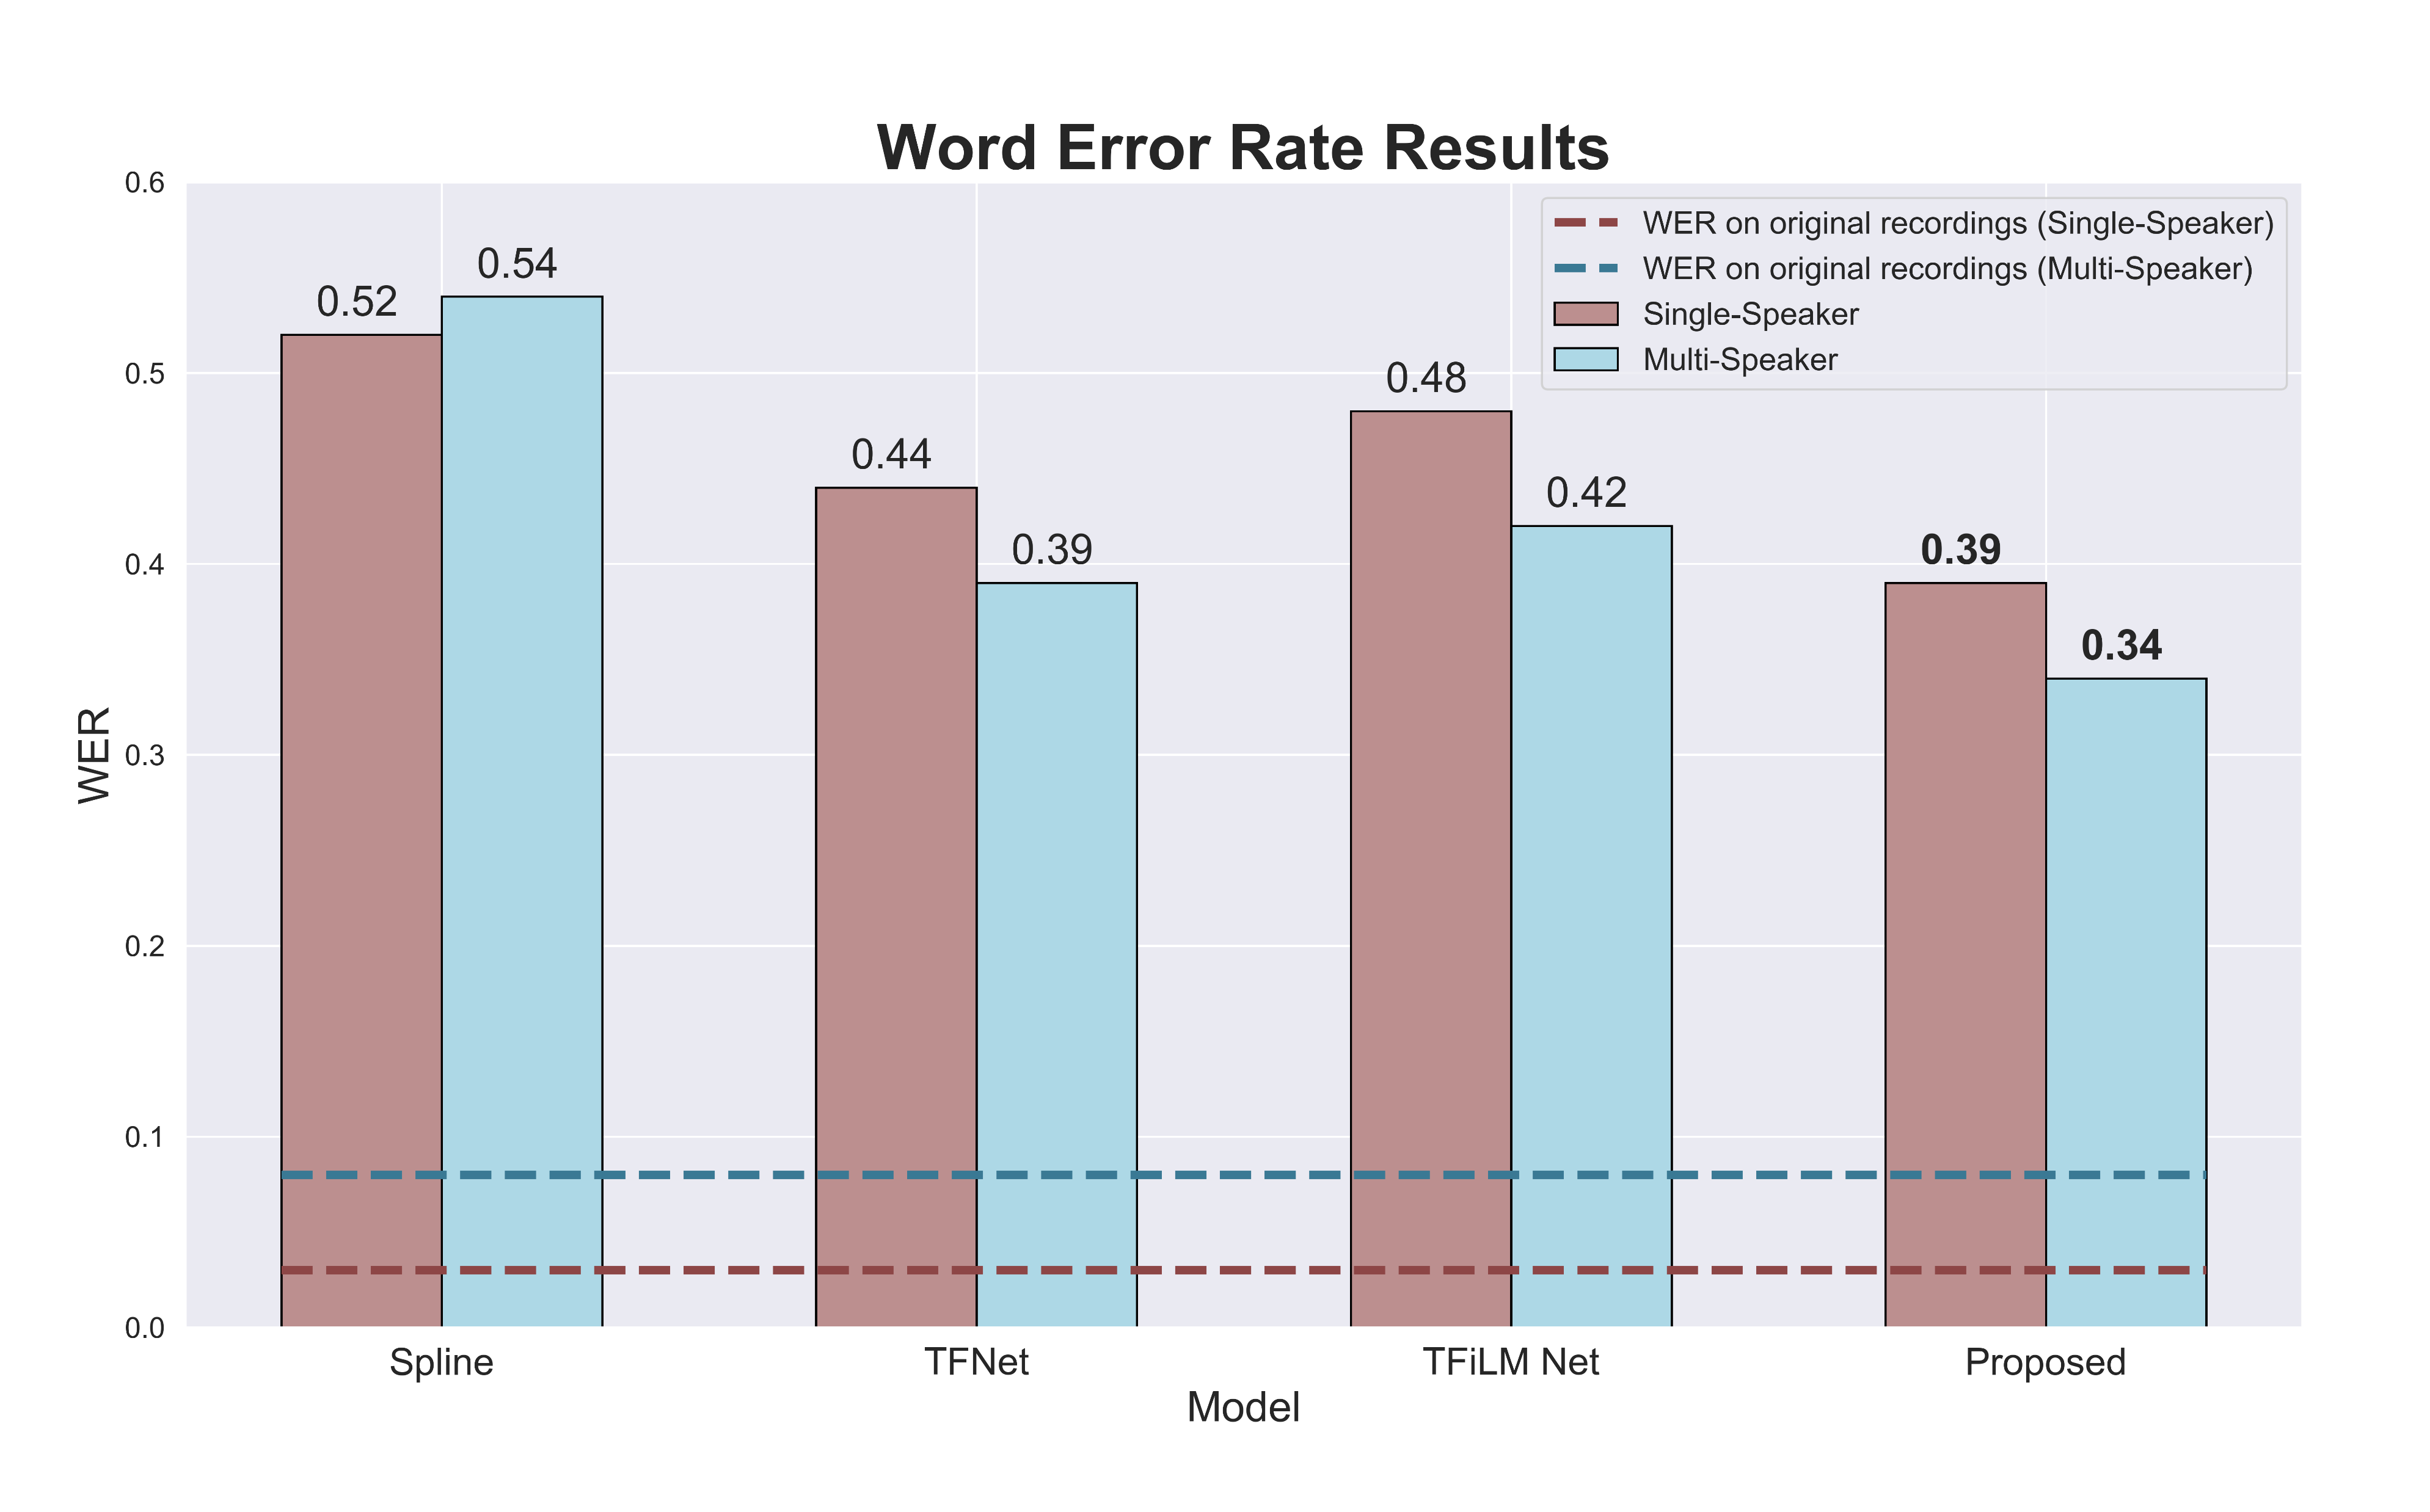 Word Error Rate Results
WER on original recordings (Single-Speaker)
WER on original recordings (Multi-Speaker)
Single-Speaker
Multi-Speaker
0.6
0.5
0.4
0.3
0.2
0.1
0.0
WER
0.52
0.54
0.44
0.39
0.48
0.42
0.39
0.34
Spline
TFNet
TFiLM Net
Proposed
Model